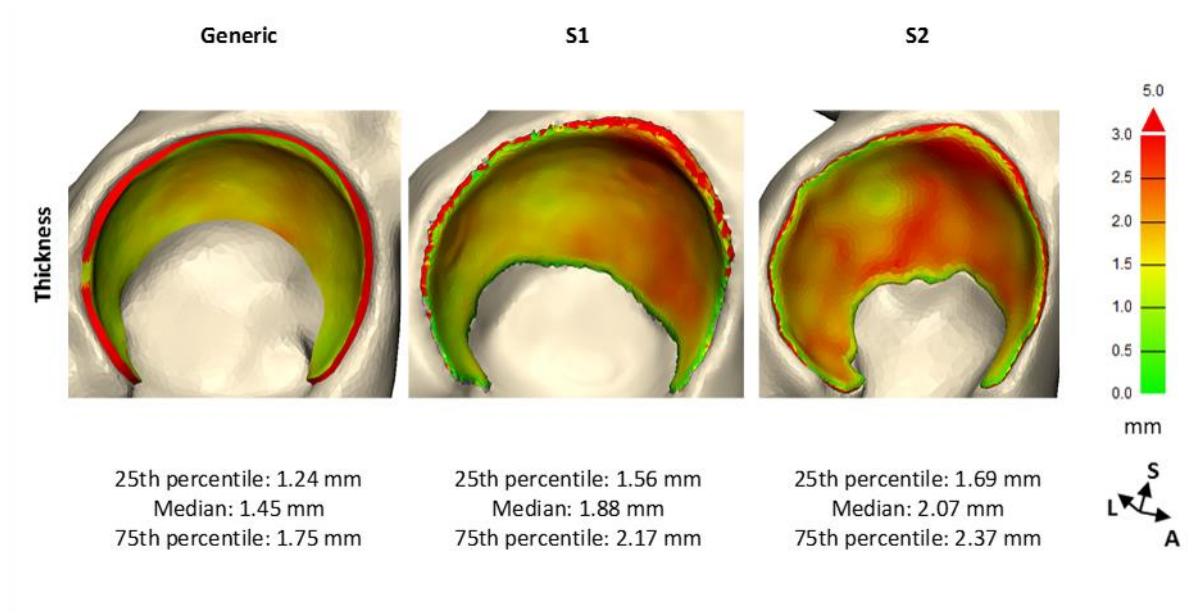 Generic
S1
S2
Thickness
5.0
3.0
2.5
2.0
1.5
1.0
0.5
0.0
mm
25th percentile: 1.24 mm
Median: 1.45 mm
75th percentile: 1.75 mm
25th percentile: 1.56 mm
Median: 1.88 mm
75th percentile: 2.17 mm
25th percentile: 1.69 mm
Median: 2.07 mm
75th percentile: 2.37 mm
S
L
A